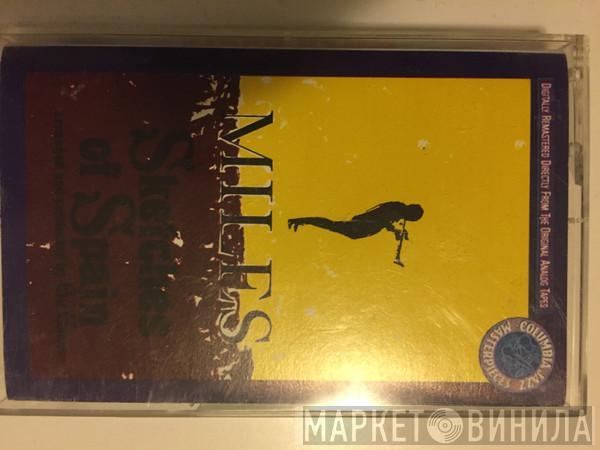 DIGITALLY REMASTERED DIRECTLY FROM THE ORIGINAL ANALOG TAPES
COLUMBIA JAZZ MASTERPIECES
MILES
Sketches
of Spain
МАРКЕТ ВИНИЛА